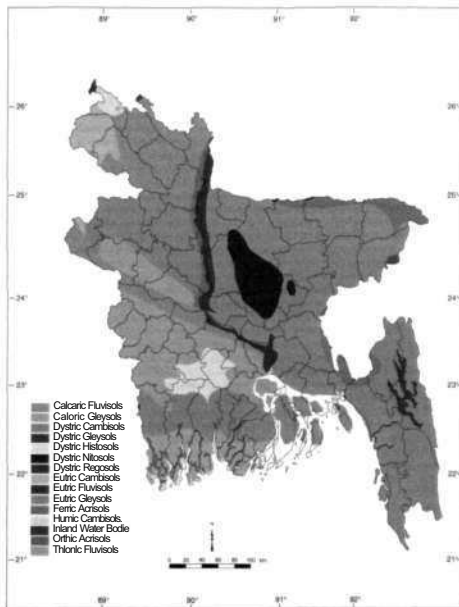 89° 90° 91° 92°
26° 26°
25° 25°
24° 24°
23° 23°
22° 22°
21° 21°
Calcaric Fluvisols
Caloric Gleysols
Dystric Cambisols
Dystric Gleysols
Dystric Histosols
Dystric Nitosols
Dystric Regosols
Eutric Cambisols
Eutric Fluvisols
Eutric Gleysols
Ferric Acrisols
Humic Cambisols.
Inland Water Bodie
Orthic Acrisols
Thlonlc Fluvisols
89° 90° 91° 92°